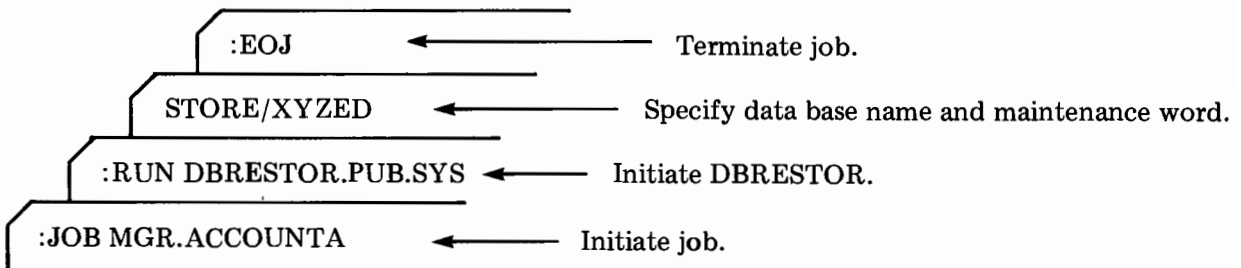 :EOJ Terminate job.
STORE/XYZED Specify data base name and maintenance word.
:RUN DBRESTOR.PUB.SYS Initiate DBRESTOR.
:JOB MGR.ACCOUNTA Initiate job.